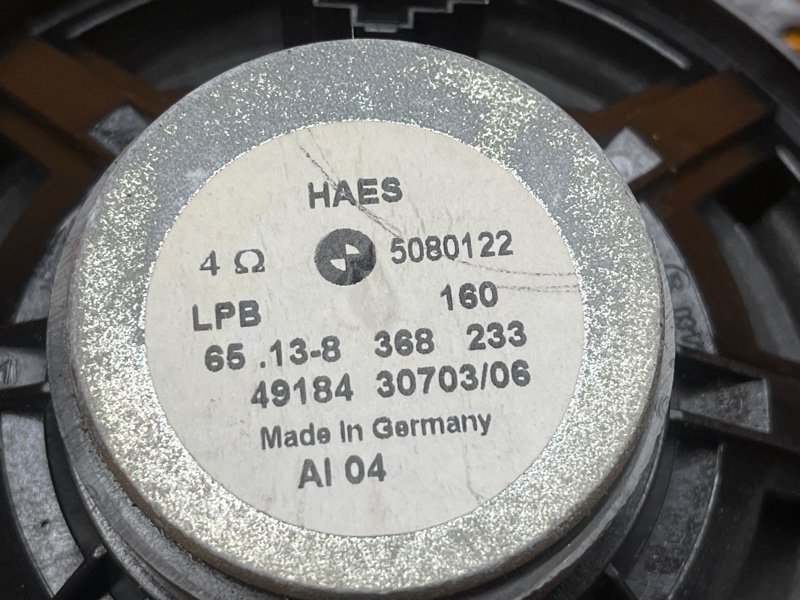 HAES
4 Ω 5080122
LPB 160
65 .13-8 368 233
49184 30703/06
Made In Germany
AI 04